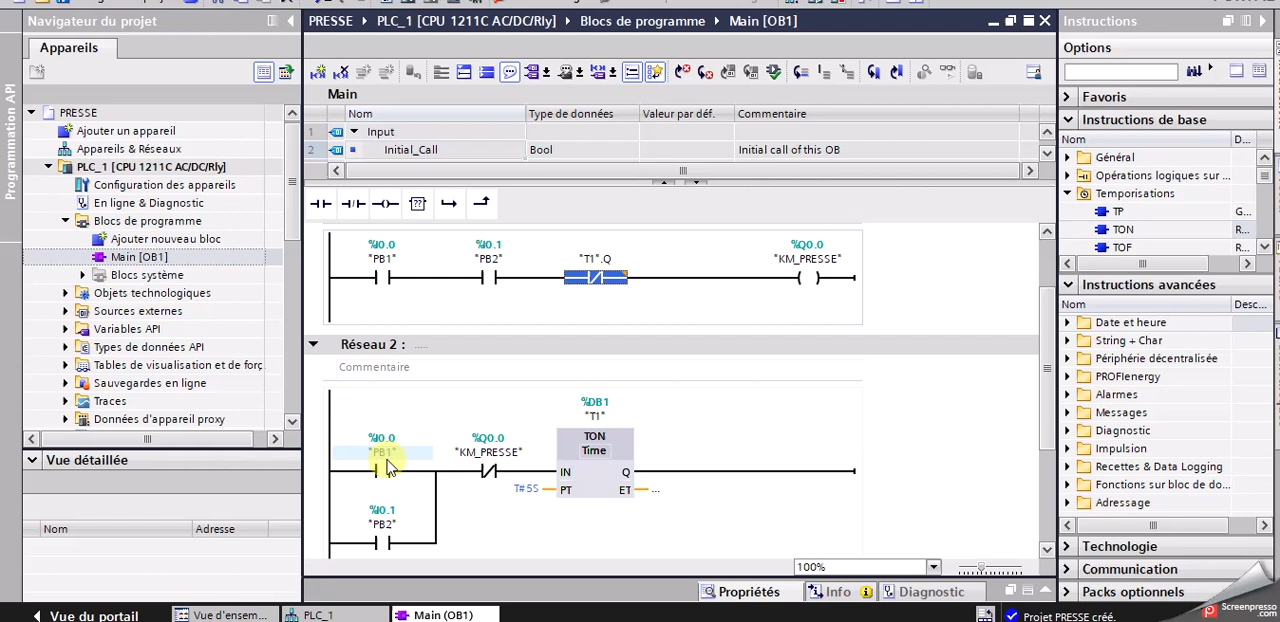 Navigateur du projet
Appareils
Programmation API
PRESSE
Ajouter un appareil
Appareils & Réseaux
PLC_1 [CPU 1211C AC/DC/Rly]
Configuration des appareils
En ligne & Diagnostic
Blocs de programme
Ajouter nouveau bloc
Main [OB1]
Blocs système
Objets technologiques
Sources externes
Variables API
Types de données API
Tables de visualisation et de forç
Sauvegardes en ligne
Traces
Données d'appareil proxy
Vue détaillée
Nom Adresse
PRESSE PLC_1 [CPU 1211C AC/DC/Rly] Blocs de programme Main [OB1]
Main
Nom Type de données Valeur par déf. Commentaire
1 Input
2 Initial_Call Bool Initial call of this OB
??
%I0.0 %I0.1 %Q0.0
"PB1" "PB2" "T1".Q "KM_PRESSE"
Réseau 2 : .....
Commentaire
%DB1
"T1"
%I0.0 %Q0.0 TON
"PB1" "KM_PRESSE" Time
IN Q
T#5S PT ET ...
%I0.1
"PB2"
100%
Propriétés Info Diagnostic
Instructions
Options
Favoris
Instructions de base
Nom D...
Général
Opérations logiques sur ...
Temporisations
TP G...
TON R...
TOF R...
Instructions avancées
Nom Desc...
Date et heure
String + Char
Périphérie décentralisée
PROFIenergy
Alarmes
Messages
Diagnostic
Impulsion
Recettes & Data Logging
Fonctions sur bloc de do...
Adressage
Technologie
Communication
Packs optionnels
Vue du portail Vue d'ensem... PLC_1 Main (OB1) Projet PRESSE créé.
Screenpresso
.com